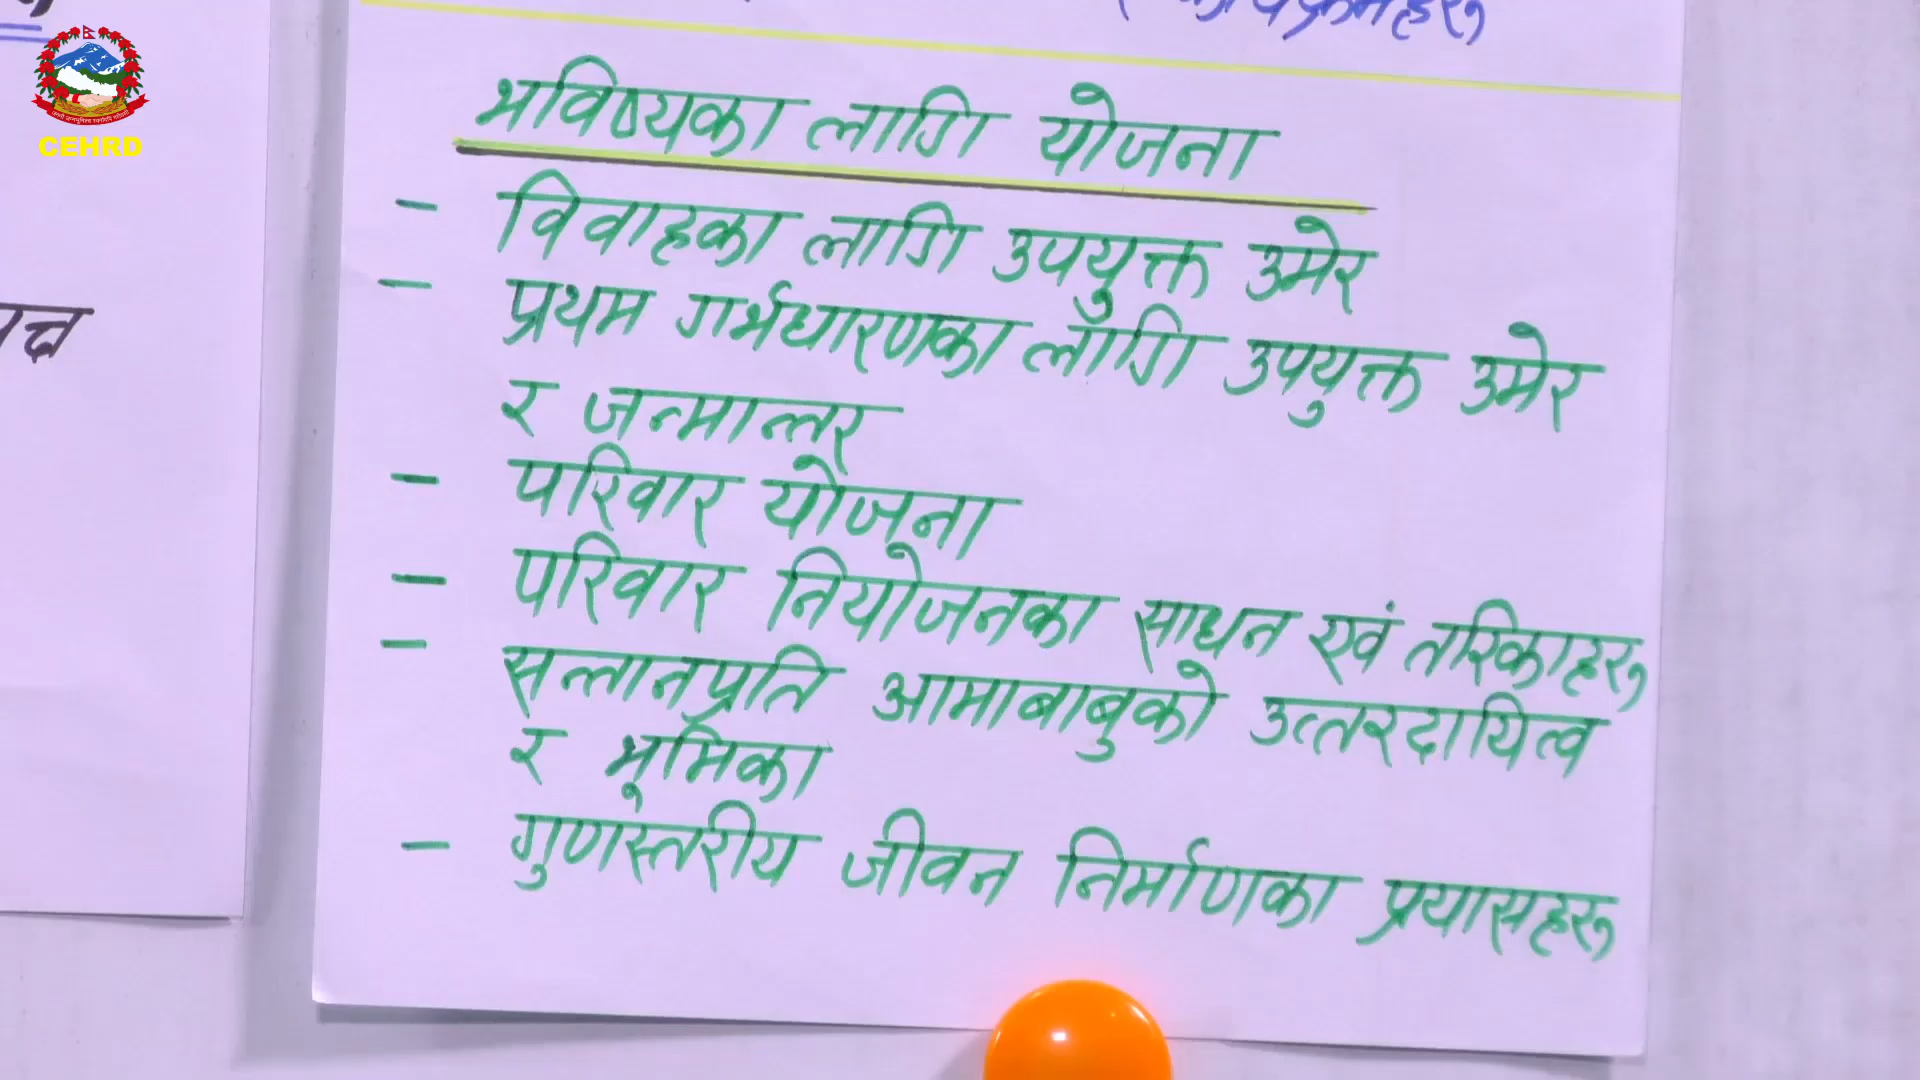 CEHRD
भविष्यका लागि योजना
- विवाहका लागि उपयुक्त उमेर
- प्रथम गर्भधारणका लागि उपयुक्त उमेर
र जन्मान्तर
- परिवार योजना
- परिवार नियोजनका साधन एवं तरिकाहरु
- सन्तानप्रति आमाबाबुको उत्तरदायित्व
र भूमिका
- गुणस्तरीय जीवन निर्माणका प्रयासहरु